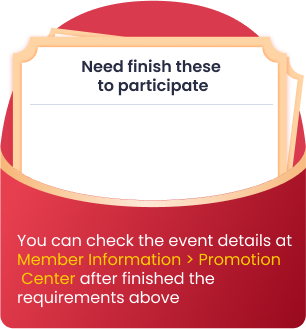 Need finish these
to participate
You can check the event details at
Member Information > Promotion
Center after finished the
requirements above